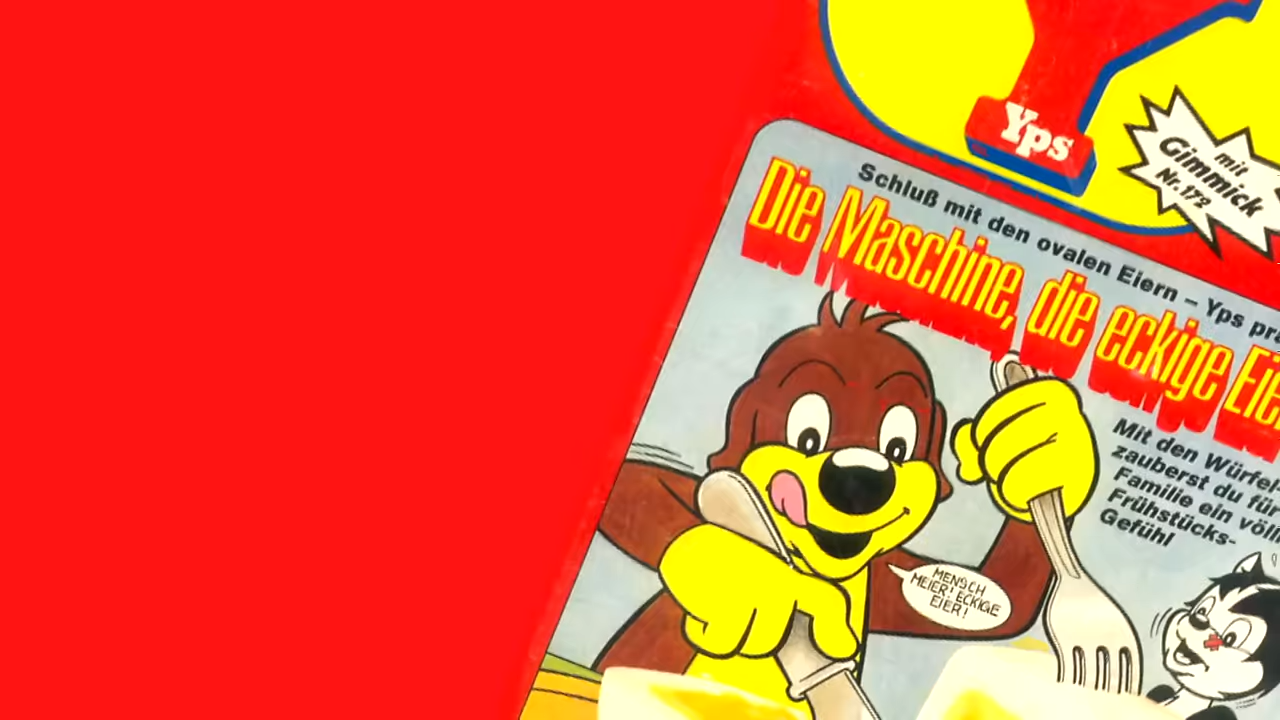 Yps
mit
Gimmick
Nr. 172
Schluß mit den ovalen Eiern – Yps
Die Maschine, die eckige
Mit den
zauberst du für
Familie ein
Frühstücks-
Gefühl
MENSCH
MEIER! ECKIGE
EIER!